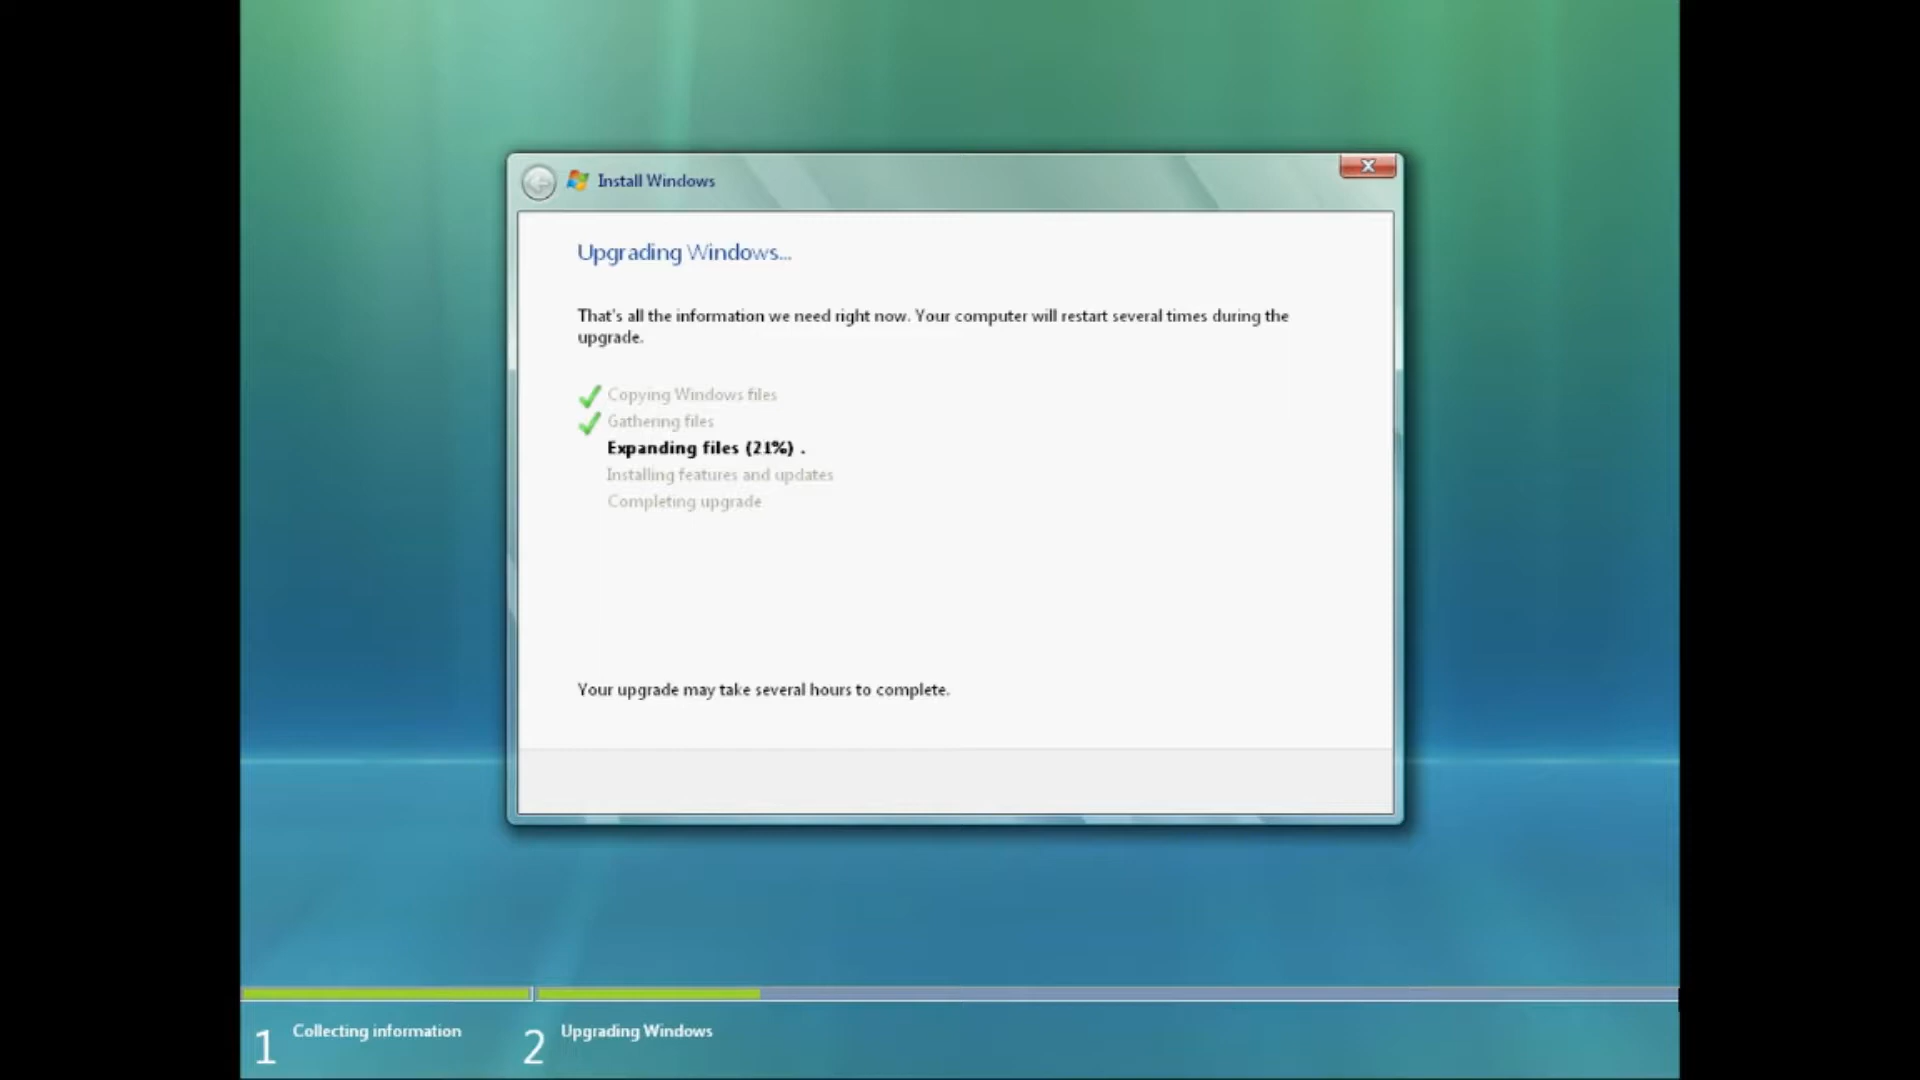 Install Windows
Upgrading Windows...
That's all the information we need right now. Your computer will restart several times during the
upgrade.
Copying Windows files
Gathering files
Expanding files (21%) .
Installing features and updates
Completing upgrade
Your upgrade may take several hours to complete.
1 Collecting information
2 Upgrading Windows